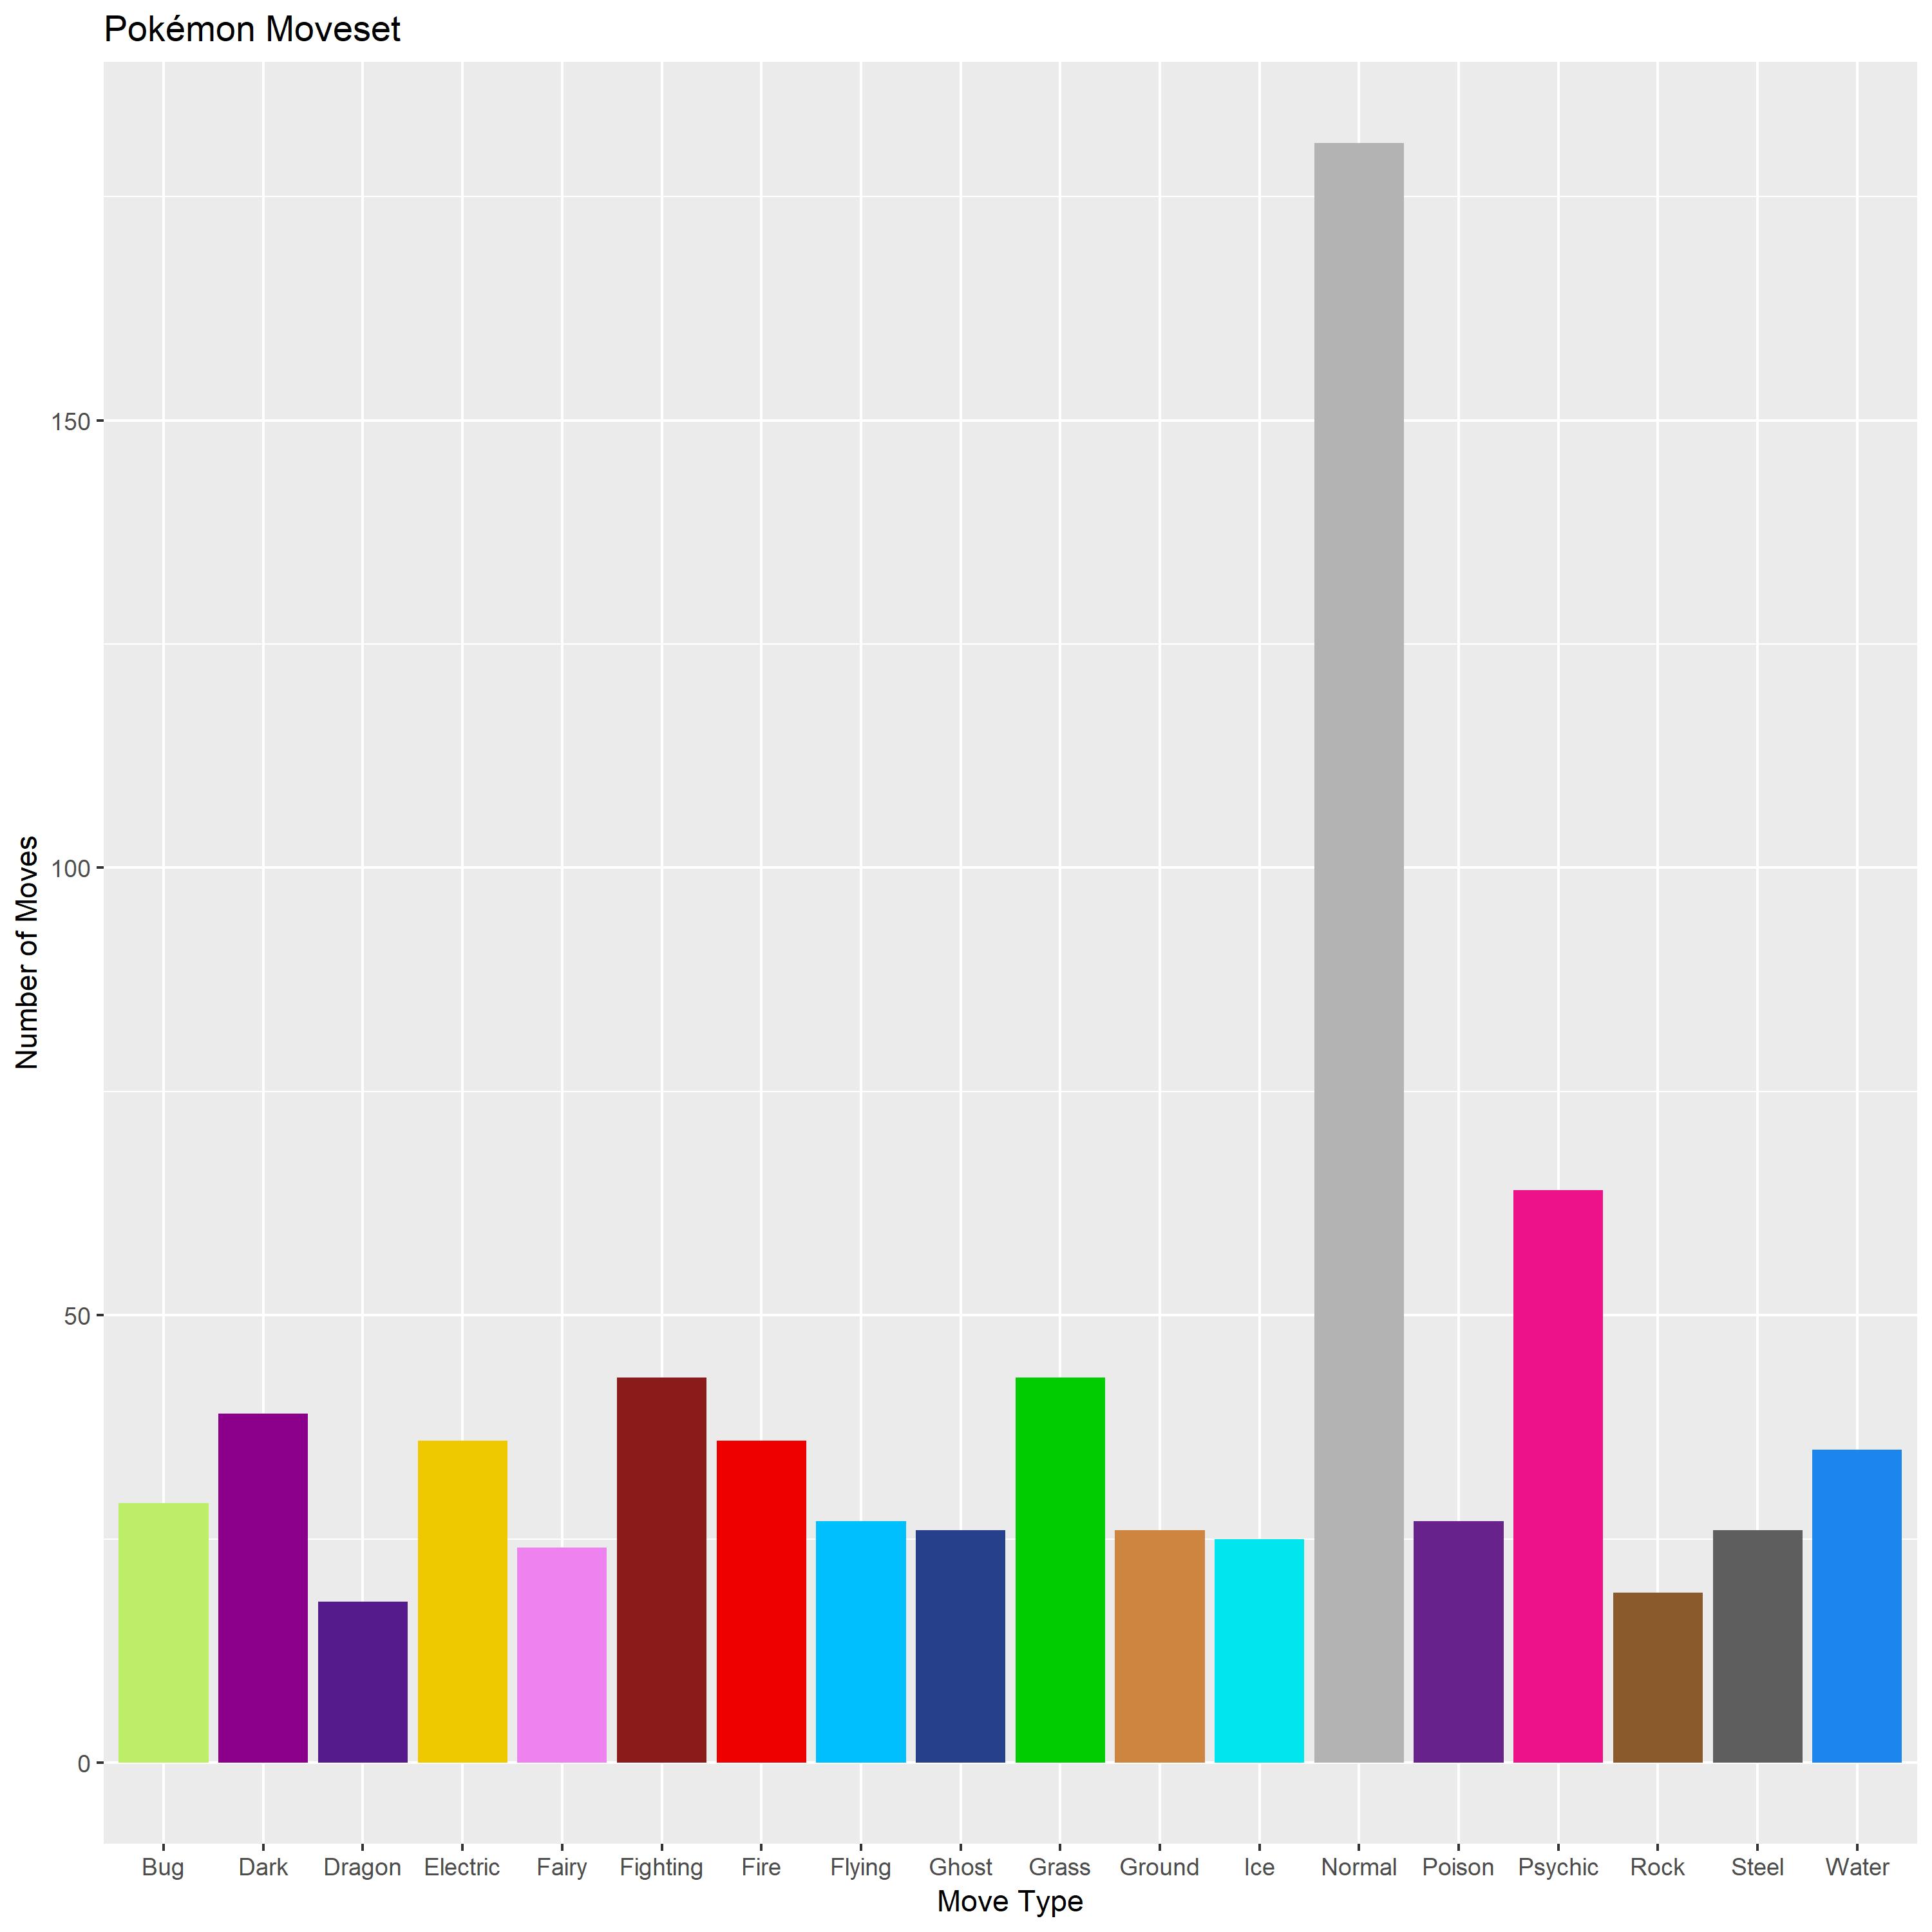 Pokémon Moveset
Number of Moves
150
100
50
0
Bug Dark Dragon Electric Fairy Fighting Fire Flying Ghost Grass Ground Ice Normal Poison Psychic Rock Steel Water
Move Type